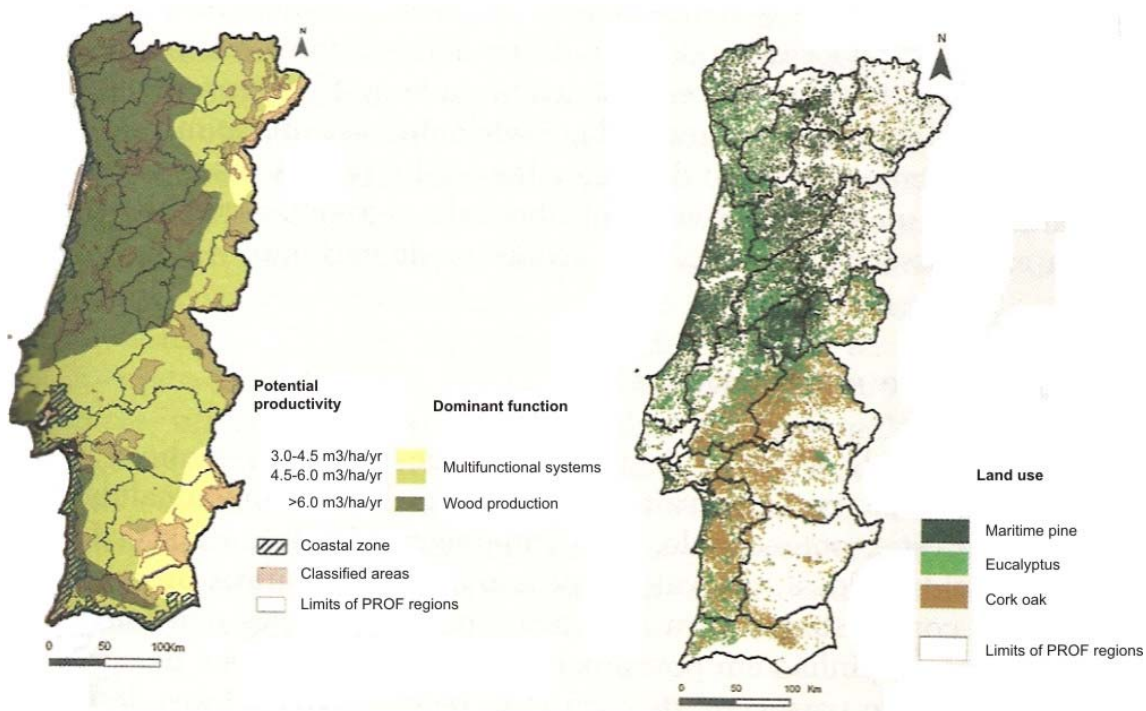 N
Potential
productivity
Dominant function
3.0-4.5 m3/ha/yr
4.5-6.0 m3/ha/yr
Multifunctional systems
>6.0 m3/ha/yr
Wood production
Coastal zone
Classified areas
Limits of PROF regions
0 50 100Km
N
Land use
Maritime pine
Eucalyptus
Cork oak
Limits of PROF regions
0 50 100 Km